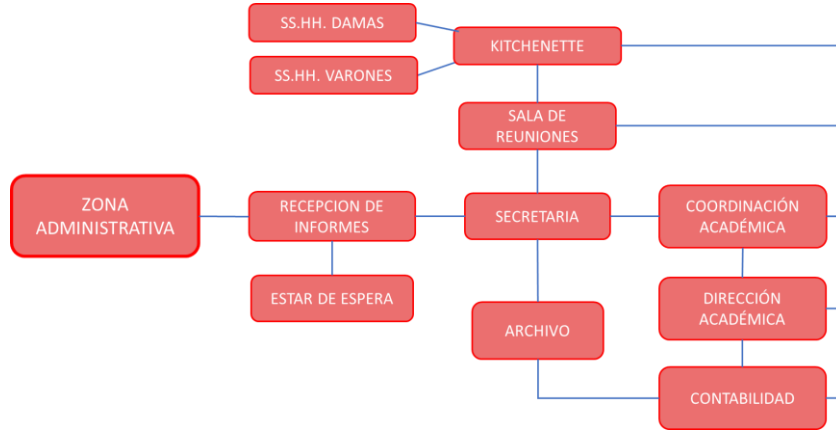 SS.HH. DAMAS
KITCHENETTE
SS.HH. VARONES
SALA DE
REUNIONES
ZONA
ADMINISTRATIVA
RECEPCION DE
INFORMES
SECRETARIA
COORDINACIÓN
ACADÉMICA
ESTAR DE ESPERA
DIRECCIÓN
ACADÉMICA
ARCHIVO
CONTABILIDAD